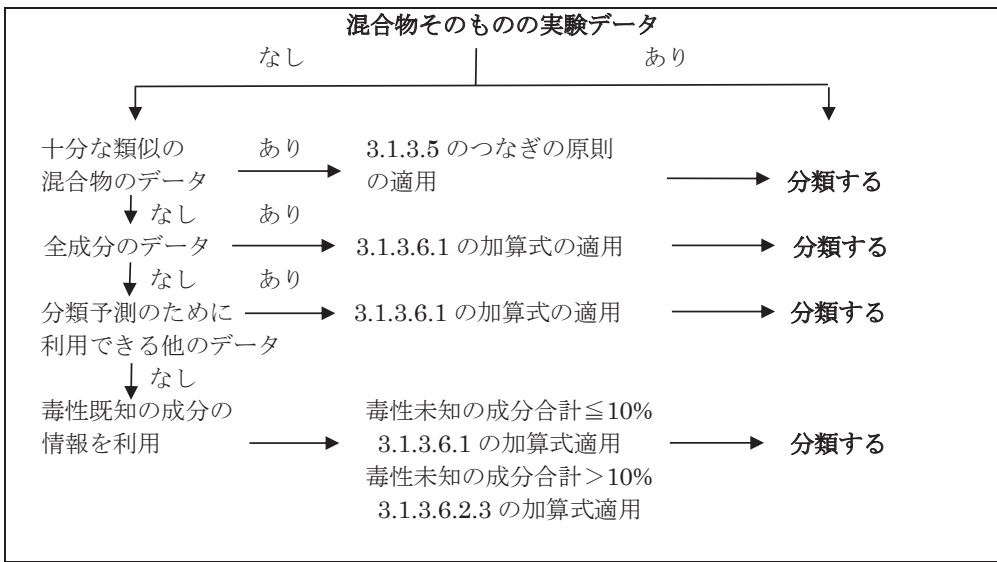 混合物そのものの実験データ
なし あり
十分な類似の あり 3.1.3.5 のつなぎの原則
混合物のデータ の適用 分類する
なし あり
全成分のデータ 3.1.3.6.1 の加算式の適用 分類する
なし あり
分類予測のために 3.1.3.6.1 の加算式の適用 分類する
利用できる他のデータ
なし
毒性既知の成分の 毒性未知の成分合計≦10%
情報を利用 3.1.3.6.1 の加算式適用 分類する
毒性未知の成分合計＞10%
3.1.3.6.2.3 の加算式適用